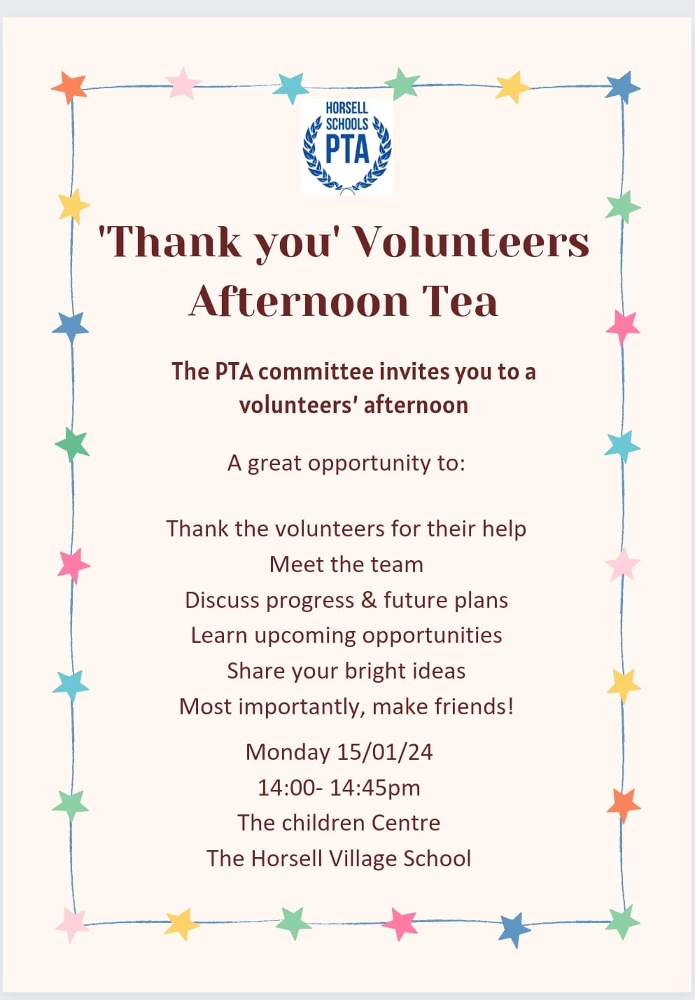 HORSELL
SCHOOLS
PTA
'Thank you' Volunteers
Afternoon Tea
The PTA committee invites you to a
volunteers' afternoon
A great opportunity to:
Thank the volunteers for their help
Meet the team
Discuss progress & future plans
Learn upcoming opportunities
Share your bright ideas
Most importantly, make friends!
Monday 15/01/24
14:00- 14:45pm
The children Centre
The Horsell Village School